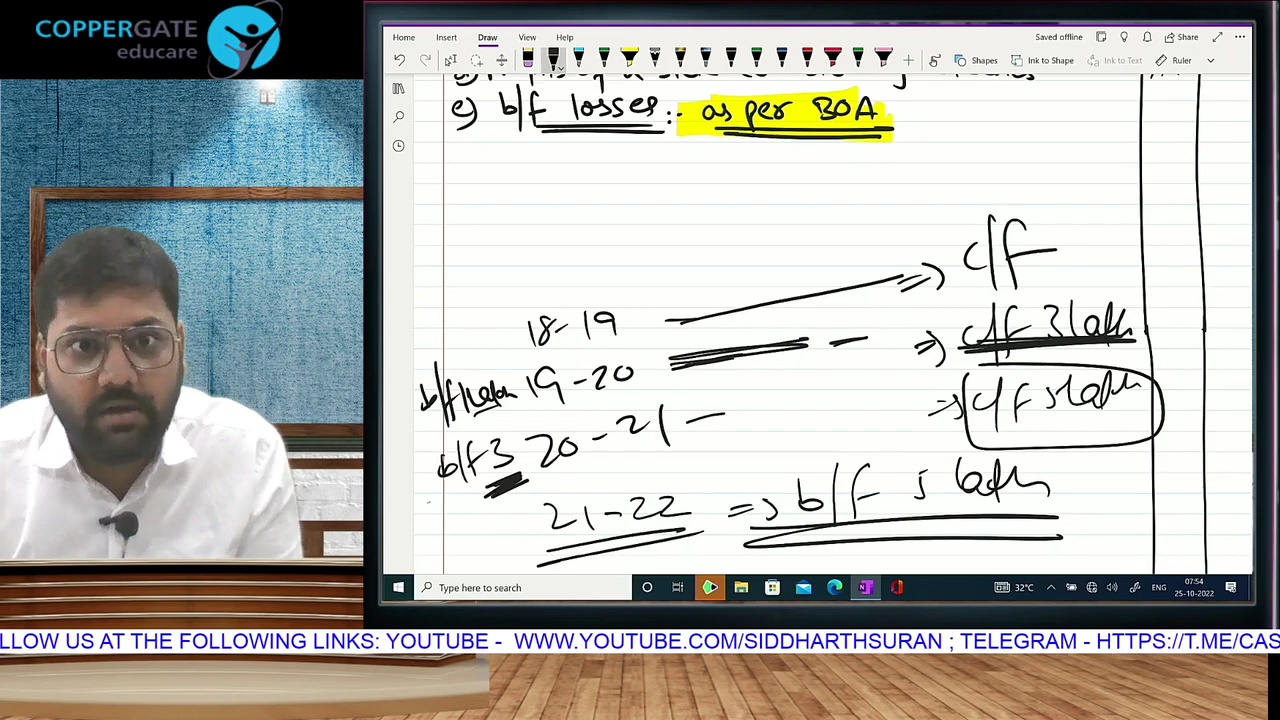 COPPERGATE
educare
Home Insert Draw View Help
Saved offline
Share
Shapes
Ink to Shape
Ink to Text
Ruler
e) b/f losses :- as per BOA
18-19 => c/f
b/f 19-20 => c/f 3 lakh
b/f 3 20-21 - => c/f 5 lakh
21-22 => b/f 5 lakh
Type here to search
32°C
ENG
07:54
25-10-2022
LLOW US AT THE FOLLOWING LINKS: YOUTUBE - WWW.YOUTUBE.COM/SIDDHARTHSURAN ; TELEGRAM - HTTPS://T.ME/CAS